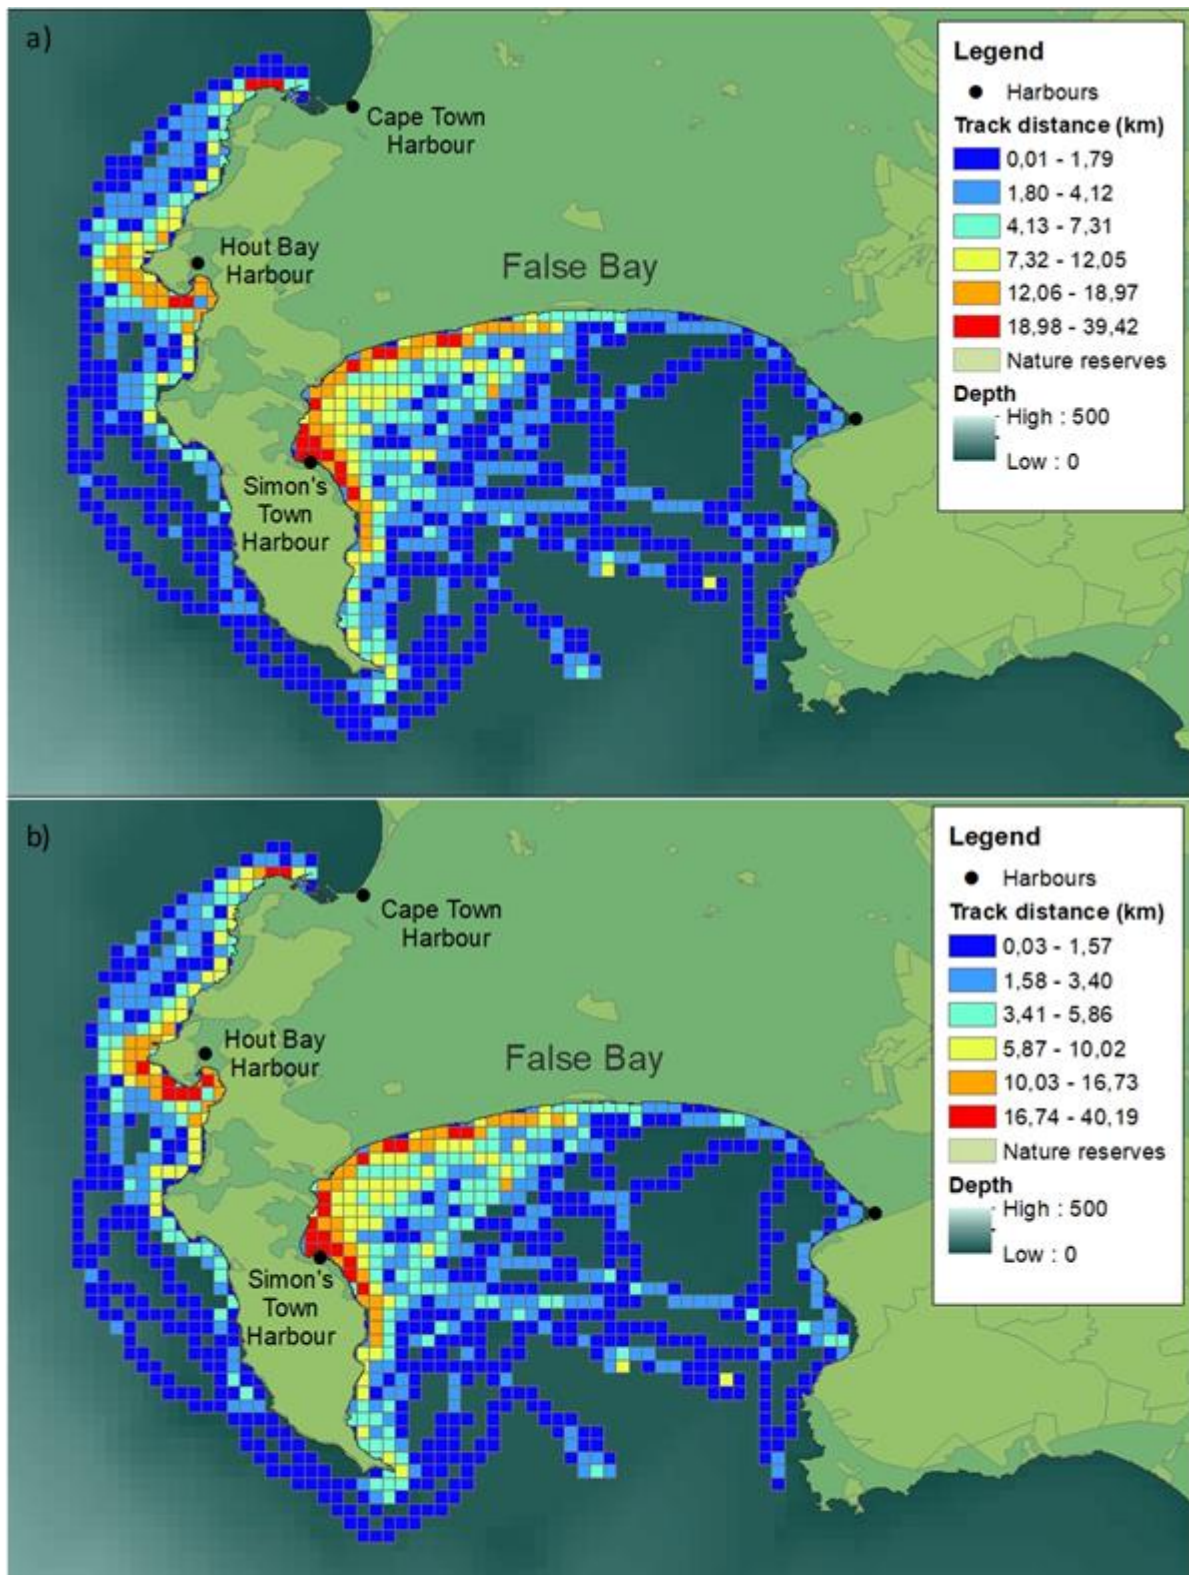 a)
Legend
Harbours
Track distance (km)
0,01 - 1,79
1,80 - 4,12
4,13 - 7,31
7,32 - 12,05
12,06 - 18,97
18,98 - 39,42
Nature reserves
Depth
High : 500
Low : 0
Cape Town
Harbour
Hout Bay
Harbour
False Bay
Simon's
Town
Harbour
b)
Legend
Harbours
Track distance (km)
0,03 - 1,57
1,58 - 3,40
3,41 - 5,86
5,87 - 10,02
10,03 - 16,73
16,74 - 40,19
Nature reserves
Depth
High : 500
Low : 0
Cape Town
Harbour
Hout Bay
Harbour
False Bay
Simon's
Town
Harbour